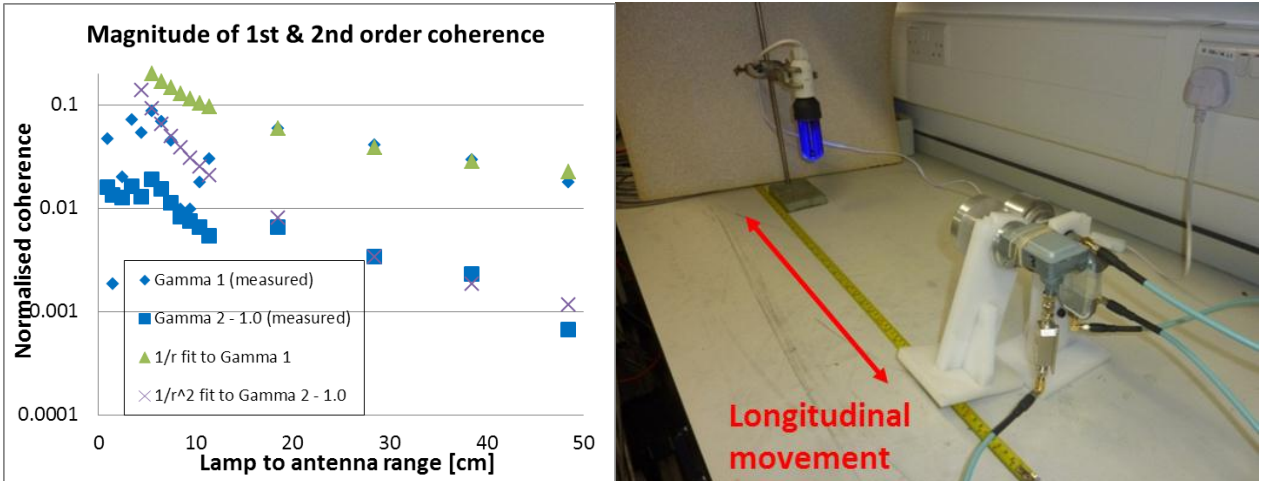 Magnitude of 1st & 2nd order coherence
Normalised coherence
0.1
0.01
0.001
0.0001
Gamma 1 (measured)
Gamma 2 - 1.0 (measured)
1/r fit to Gamma 1
1/r^2 fit to Gamma 2 - 1.0
0
10
20
30
40
50
Lamp to antenna range [cm]
Longitudinal
movement